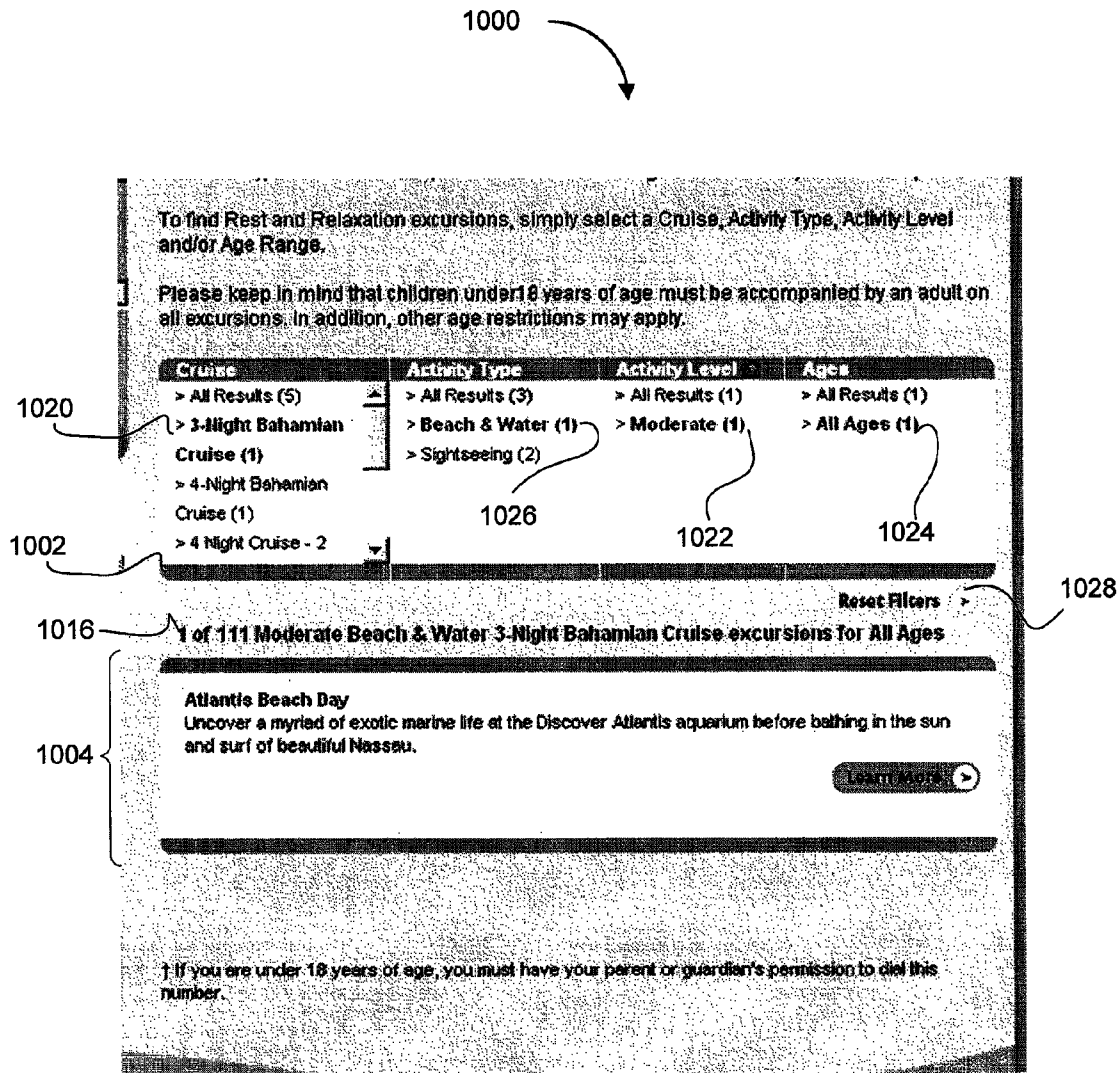 1000
To find Rest and Relaxation excursions, simply select a Cruise, Activity Type, Activity Level
and/or Age Range.
Please keep in mind that children under18 years of age must be accompanied by an adult on
all excursions. In addition, other age restrictions may apply.
Cruise Activity Type Activity Level Ages
> All Results (5) > All Results (3) > All Results (1) > All Results (1)
1020 > 3-Night Bahamian > Beach & Water (1) > Moderate (1) > All Ages (1)
Cruise (1) > Sightseeing (2)
> 4-Night Bahamian
Cruise (1) 1026 1022 1024
1002 > 4 Night Cruise - 2
Reset Filters > 1028
1016 1 of 111 Moderate Beach & Water 3-Night Bahamian Cruise excursions for All Ages
Atlantis Beach Day
Uncover a myriad of exotic marine life at the Discover Atlantis aquarium before bathing in the sun
and surf of beautiful Nassau.
1004
Learn More >
† If you are under 18 years of age, you must have your parent or guardian's permission to dial this
number.